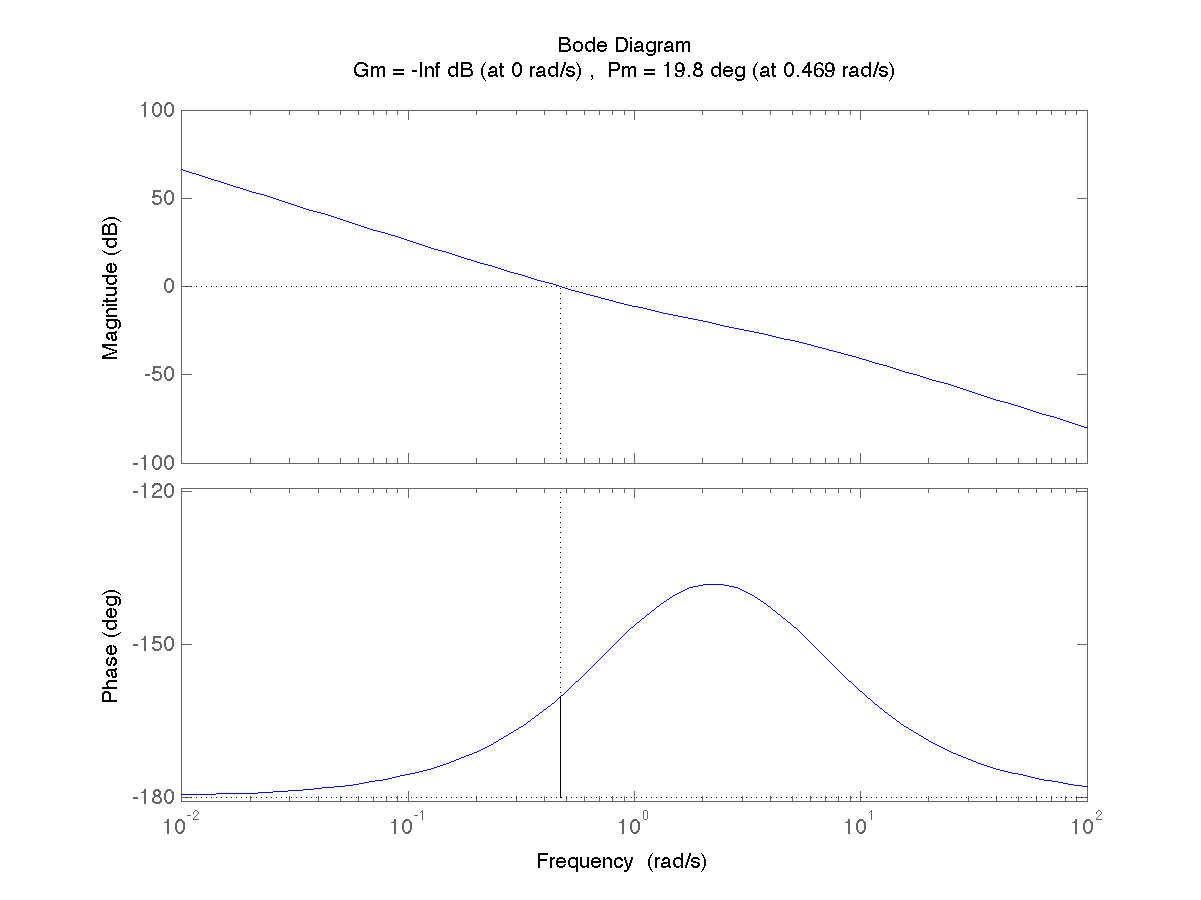 Bode Diagram
Gm = -Inf dB (at 0 rad/s) ,  Pm = 19.8 deg (at 0.469 rad/s)
100
50
0
-50
-100
Magnitude (dB)
-120
-150
-180
Phase (deg)
10^-2
10^-1
10^0
10^1
10^2
Frequency  (rad/s)